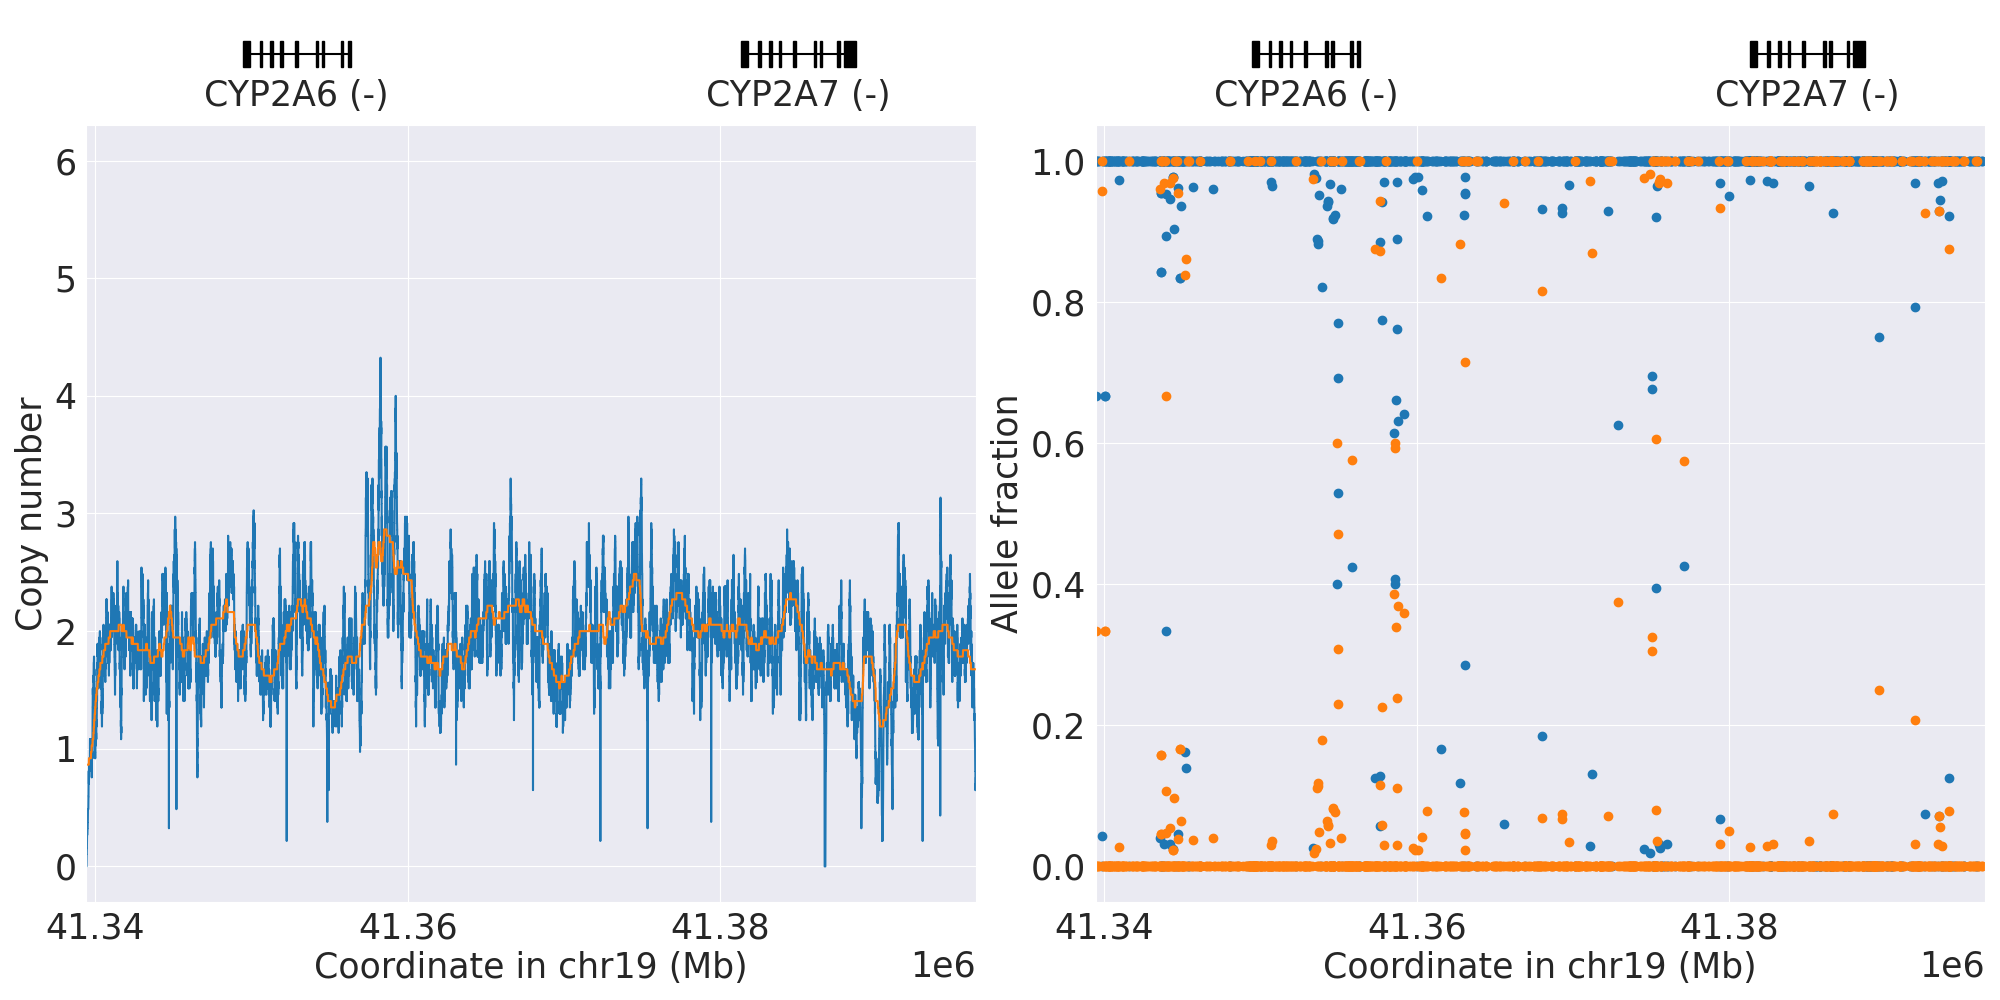 CYP2A6 (-) CYP2A7 (-)
CYP2A6 (-) CYP2A7 (-)
Copy number
6
5
4
3
2
1
0
41.34 41.36 41.38
Coordinate in chr19 (Mb) 1e6
Allele fraction
1.0
0.8
0.6
0.4
0.2
0.0
41.34 41.36 41.38
Coordinate in chr19 (Mb) 1e6